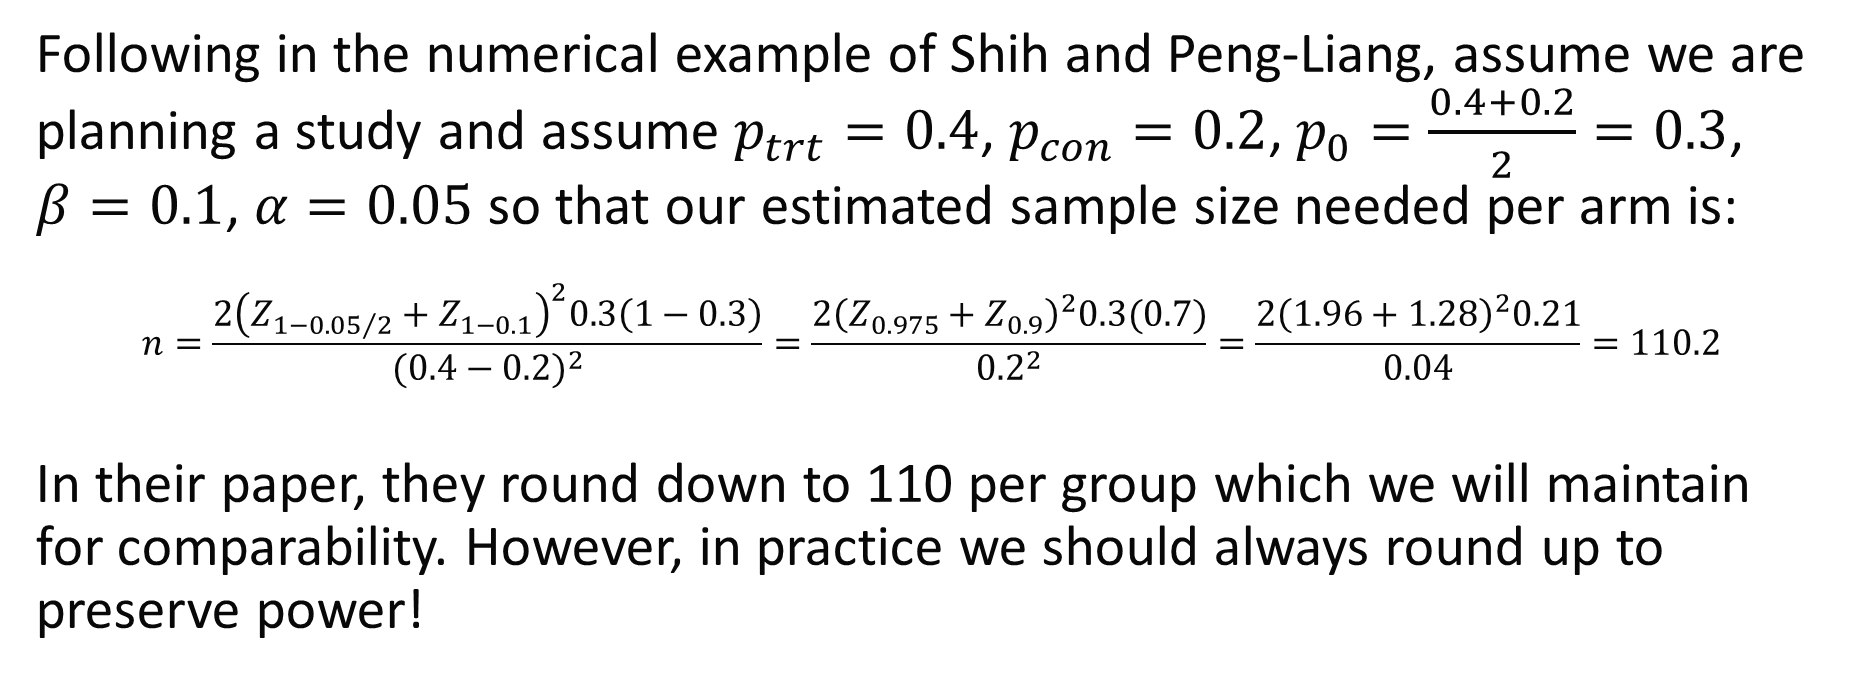 Following in the numerical example of Shih and Peng-Liang, assume we are
planning a study and assume p_trt = 0.4, p_con = 0.2, p_0 = (0.4+0.2)/2 = 0.3,
β = 0.1, α = 0.05 so that our estimated sample size needed per arm is:
n = 2(Z_{1−0.05/2} + Z_{1−0.1})^2 0.3(1 − 0.3) / (0.4 − 0.2)^2 = 2(Z_{0.975} + Z_{0.9})^2 0.3(0.7) / 0.2^2 = 2(1.96 + 1.28)^2 0.21 / 0.04 = 110.2
In their paper, they round down to 110 per group which we will maintain
for comparability. However, in practice we should always round up to
preserve power!